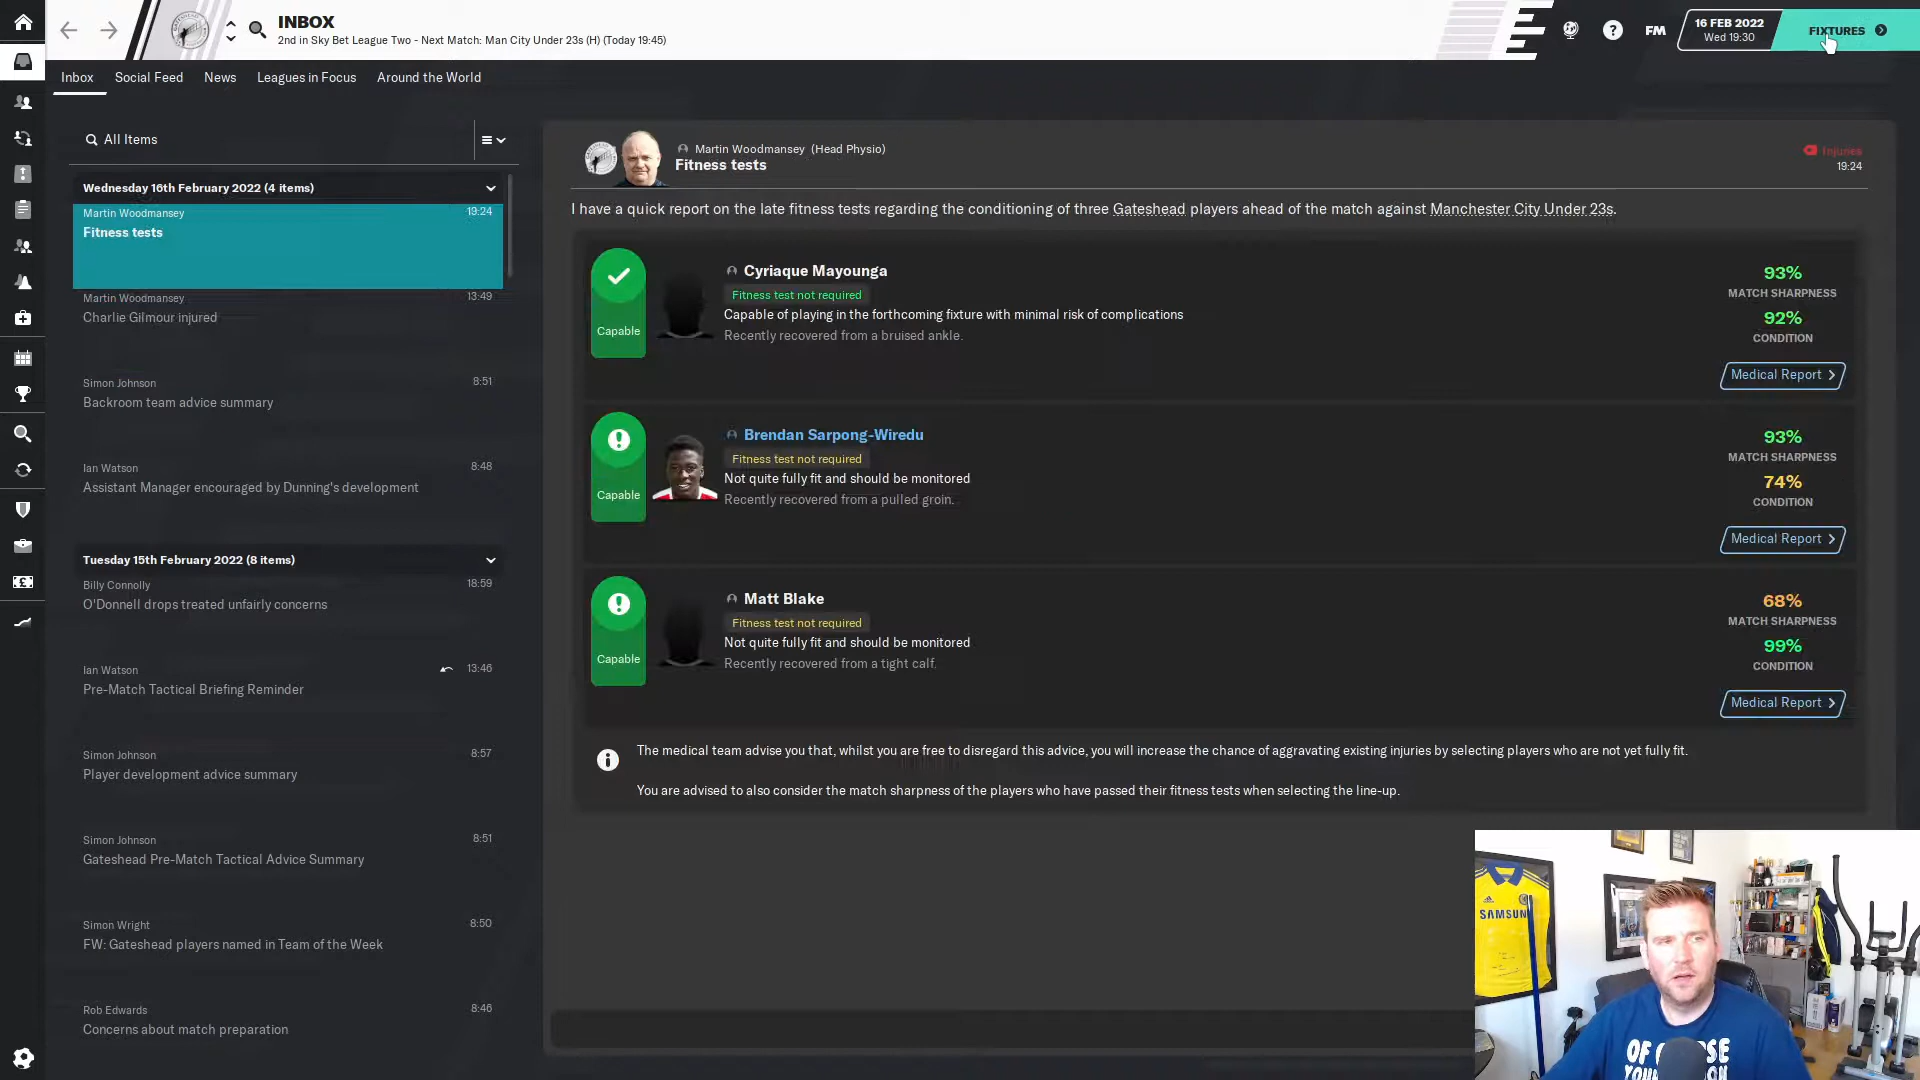 INBOX
2nd in Sky Bet League Two - Next Match: Man City Under 23s (H) (Today 19:45)
FM
16 FEB 2022
Wed 19:30
FIXTURES
Inbox
Social Feed
News
Leagues in Focus
Around the World
All Items
Wednesday 16th February 2022 (4 items)
Martin Woodmansey
19:24
Fitness tests
Martin Woodmansey
13:49
Charlie Gilmour injured
Simon Johnson
8:51
Backroom team advice summary
Ian Watson
8:48
Assistant Manager encouraged by Dunning's development
Tuesday 15th February 2022 (8 items)
Billy Connolly
18:59
O'Donnell drops treated unfairly concerns
Ian Watson
13:46
Pre-Match Tactical Briefing Reminder
Simon Johnson
8:57
Player development advice summary
Simon Johnson
8:51
Gateshead Pre-Match Tactical Advice Summary
Simon Wright
8:50
FW: Gateshead players named in Team of the Week
Rob Edwards
8:46
Concerns about match preparation
Martin Woodmansey (Head Physio)
Fitness tests
Injuries
19:24
I have a quick report on the late fitness tests regarding the conditioning of three Gateshead players ahead of the match against Manchester City Under 23s.
Capable
Cyriaque Mayounga
Fitness test not required
Capable of playing in the forthcoming fixture with minimal risk of complications
Recently recovered from a bruised ankle.
93%
MATCH SHARPNESS
92%
CONDITION
Medical Report
Capable
Brendan Sarpong-Wiredu
Fitness test not required
Not quite fully fit and should be monitored
Recently recovered from a pulled groin.
93%
MATCH SHARPNESS
74%
CONDITION
Medical Report
Capable
Matt Blake
Fitness test not required
Not quite fully fit and should be monitored
Recently recovered from a tight calf.
68%
MATCH SHARPNESS
99%
CONDITION
Medical Report
The medical team advise you that, whilst you are free to disregard this advice, you will increase the chance of aggravating existing injuries by selecting players who are not yet fully fit.
You are advised to also consider the match sharpness of the players who have passed their fitness tests when selecting the line-up.
SAMSUN
OF